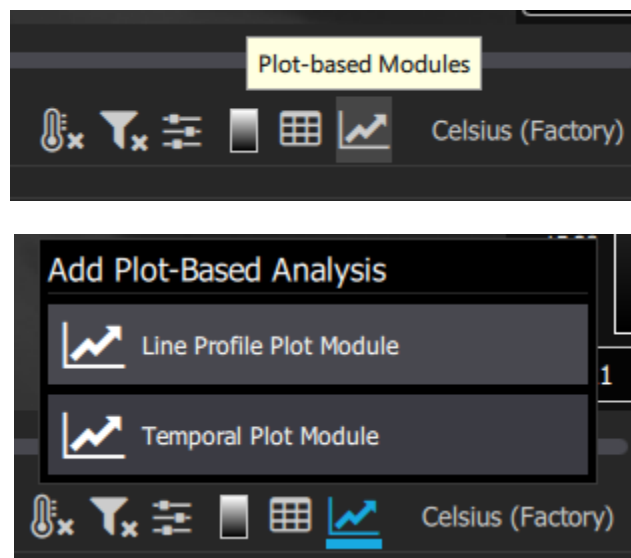 Plot-based Modules
Celsius (Factory)
Add Plot-Based Analysis
Line Profile Plot Module
1
Temporal Plot Module
Celsius (Factory)